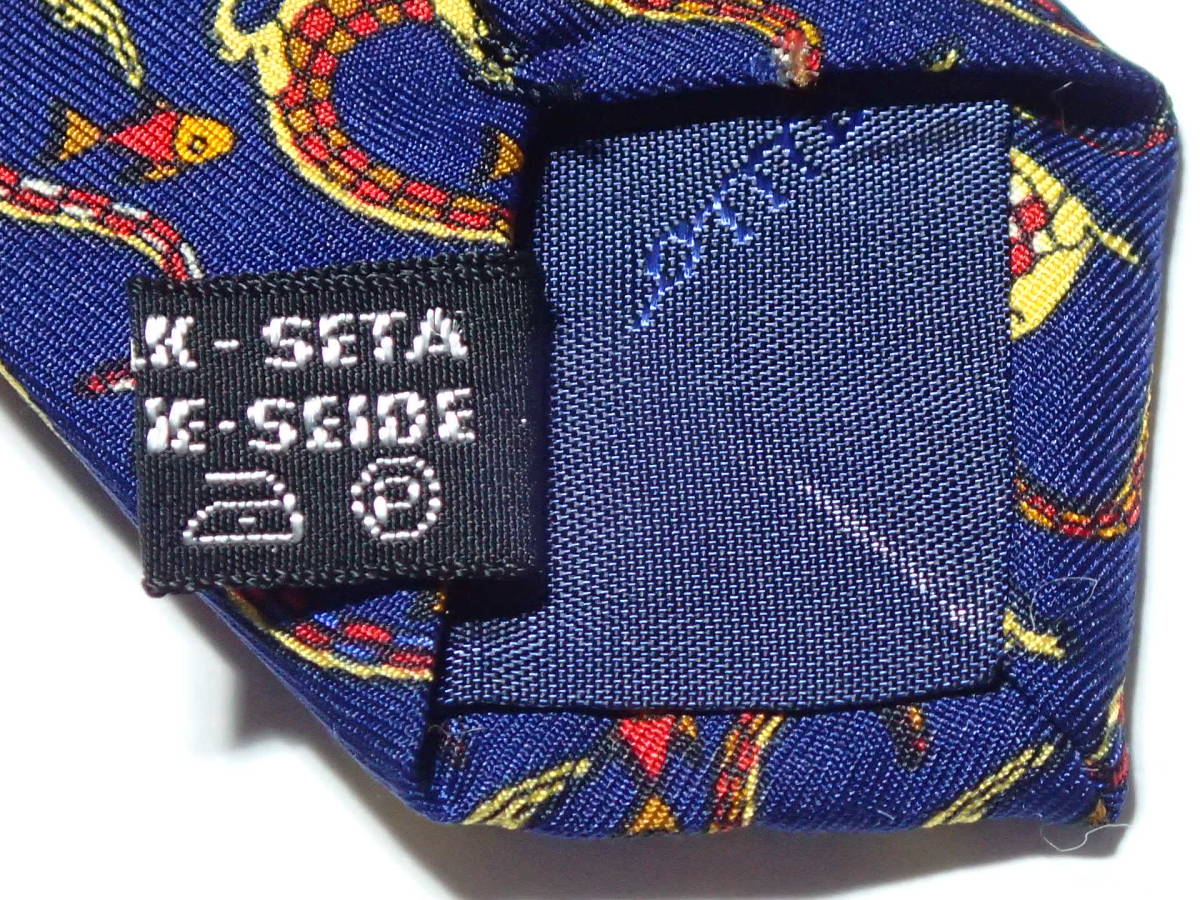 K - SETA
E - SEIDE
P